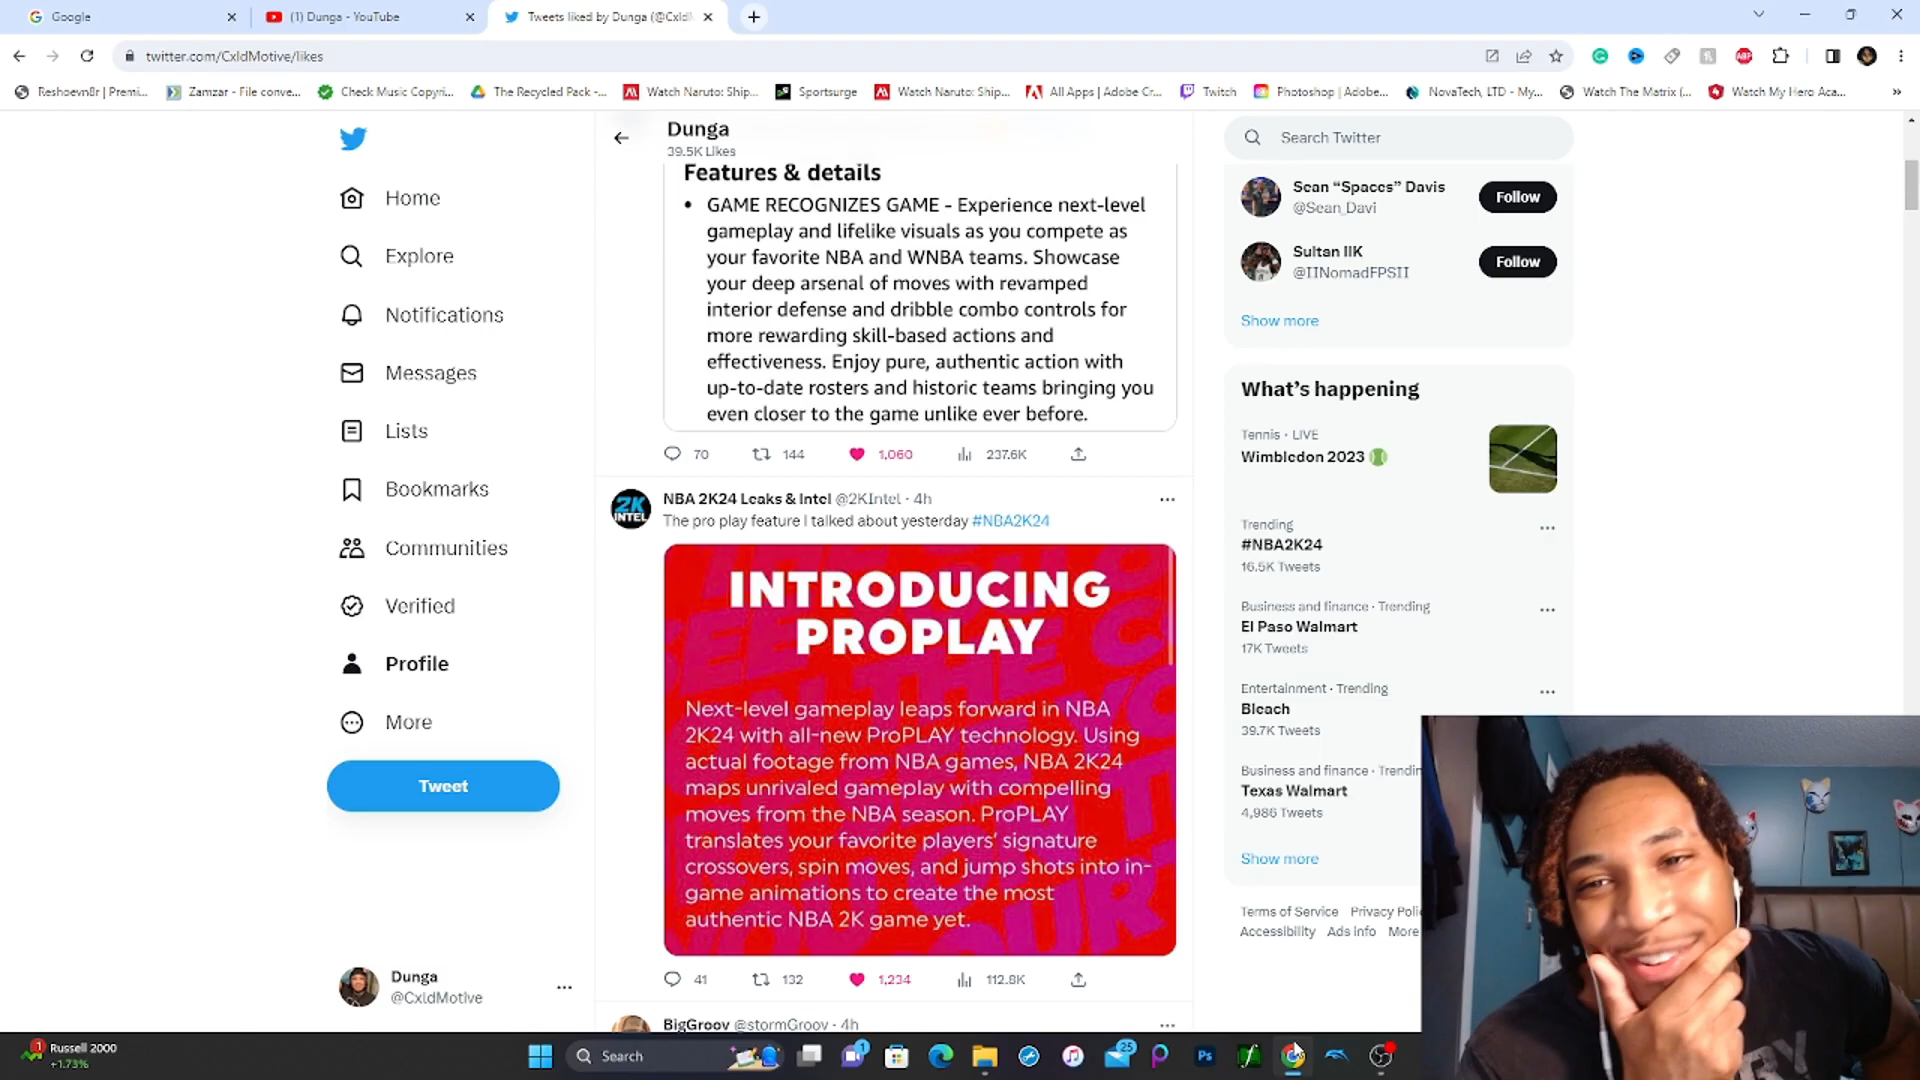 Google
(1) Dunga - YouTube
Tweets liked by Dunga (@Cxld
twitter.com/CxldMotive/likes
Reshoevn8r | Premi...
Zamzar - File conve...
Check Music Copyri...
The Recycled Pack -...
Watch Naruto: Ship...
Sportsurge
Watch Naruto: Ship...
All Apps | Adobe Cr...
Twitch
Photoshop | Adobe...
NovaTech, LTD - My...
Watch The Matrix (...
Watch My Hero Aca...
»
Home
Explore
Notifications
Messages
Lists
Bookmarks
Communities
Verified
Profile
More
Tweet
Dunga
@CxldMotive
Dunga
39.5K Likes
Features & details
• GAME RECOGNIZES GAME - Experience next-level
gameplay and lifelike visuals as you compete as
your favorite NBA and WNBA teams. Showcase
your deep arsenal of moves with revamped
interior defense and dribble combo controls for
more rewarding skill-based actions and
effectiveness. Enjoy pure, authentic action with
up-to-date rosters and historic teams bringing you
even closer to the game unlike ever before.
70 144 1,060 237.6K
2K INTEL
NBA 2K24 Leaks & Intel @2KIntel · 4h
The pro play feature I talked about yesterday #NBA2K24
INTRODUCING
PROPLAY
Next-level gameplay leaps forward in NBA
2K24 with all-new ProPLAY technology. Using
actual footage from NBA games, NBA 2K24
maps unrivaled gameplay with compelling
moves from the NBA season. ProPLAY
translates your favorite players' signature
crossovers, spin moves, and jump shots into in-
game animations to create the most
authentic NBA 2K game yet.
41 132 1,234 112.8K
BigGroov @stormGroov · 4h
Search Twitter
Sean "Spaces" Davis
@Sean_Davi
Follow
Sultan IIK
@IINomadFPSII
Follow
Show more
What's happening
Tennis · LIVE
Wimbledon 2023
Trending
#NBA2K24
16.5K Tweets
Business and finance · Trending
El Paso Walmart
17K Tweets
Entertainment · Trending
Bleach
39.7K Tweets
Business and finance · Trendin
Texas Walmart
4,986 Tweets
Show more
Terms of Service Privacy Polic
Accessibility Ads info More
1
Russell 2000
+1.73%
Search
1
25
Ps